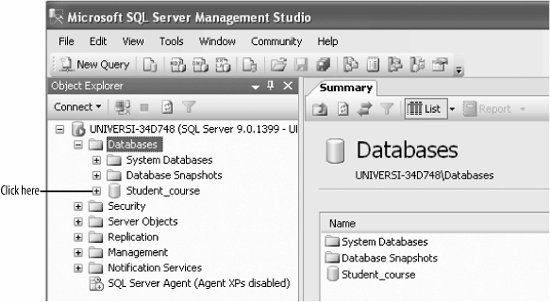 Microsoft SQL Server Management Studio
File Edit View Tools Window Community Help
New Query
Object Explorer
Connect
UNIVERSI-34D748 (SQL Server 9.0.1399 - UI
Databases
System Databases
Database Snapshots
Click here
Student_course
Security
Server Objects
Replication
Management
Notification Services
SQL Server Agent (Agent XPs disabled)
Summary
List Report
Databases
UNIVERSI-34D748\Databases
Name
System Databases
Database Snapshots
Student_course